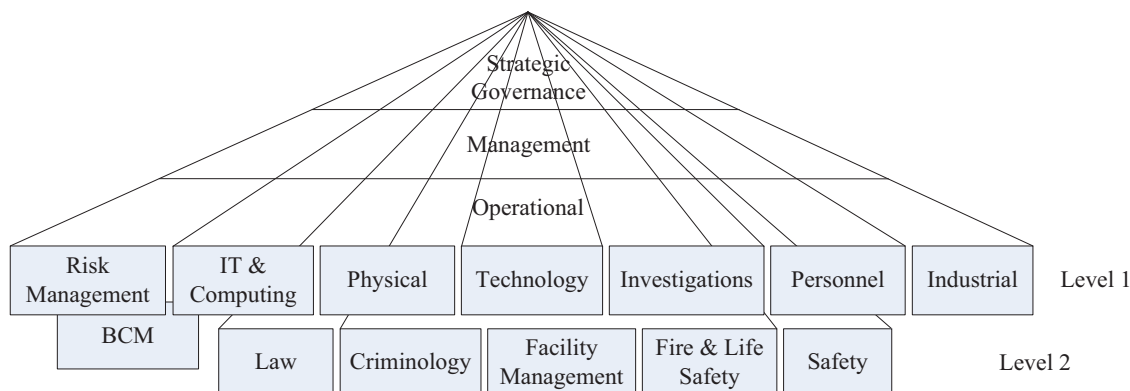 Strategic
Governance
Management
Operational
Risk
Management
IT &
Computing
Physical
Technology
Investigations
Personnel
Industrial
Level 1
BCM
Law
Criminology
Facility
Management
Fire & Life
Safety
Safety
Level 2